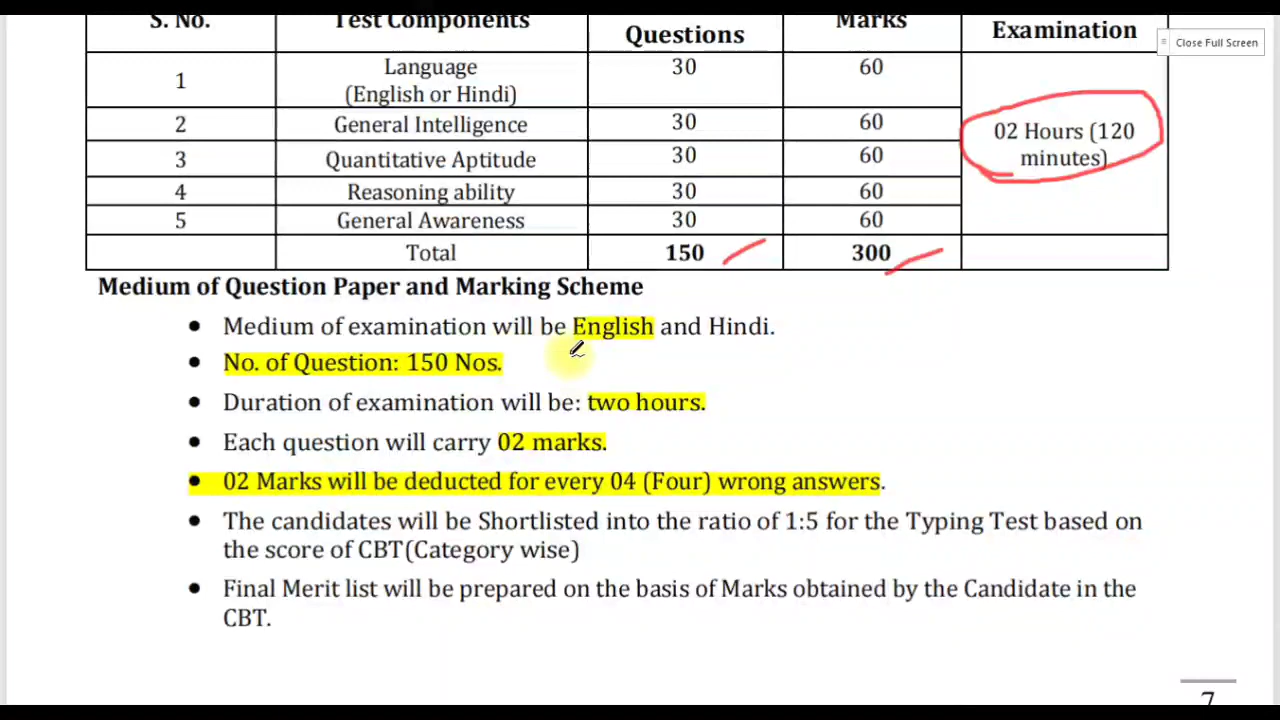 S. No. Test Components Questions Marks Examination
Close Full Screen
1 Language (English or Hindi) 30 60 02 Hours (120 minutes)
2 General Intelligence 30 60
3 Quantitative Aptitude 30 60
4 Reasoning ability 30 60
5 General Awareness 30 60
Total 150 300
Medium of Question Paper and Marking Scheme
• Medium of examination will be English and Hindi.
• No. of Question: 150 Nos.
• Duration of examination will be: two hours.
• Each question will carry 02 marks.
• 02 Marks will be deducted for every 04 (Four) wrong answers.
• The candidates will be Shortlisted into the ratio of 1:5 for the Typing Test based on
the score of CBT(Category wise)
• Final Merit list will be prepared on the basis of Marks obtained by the Candidate in the
CBT.
7